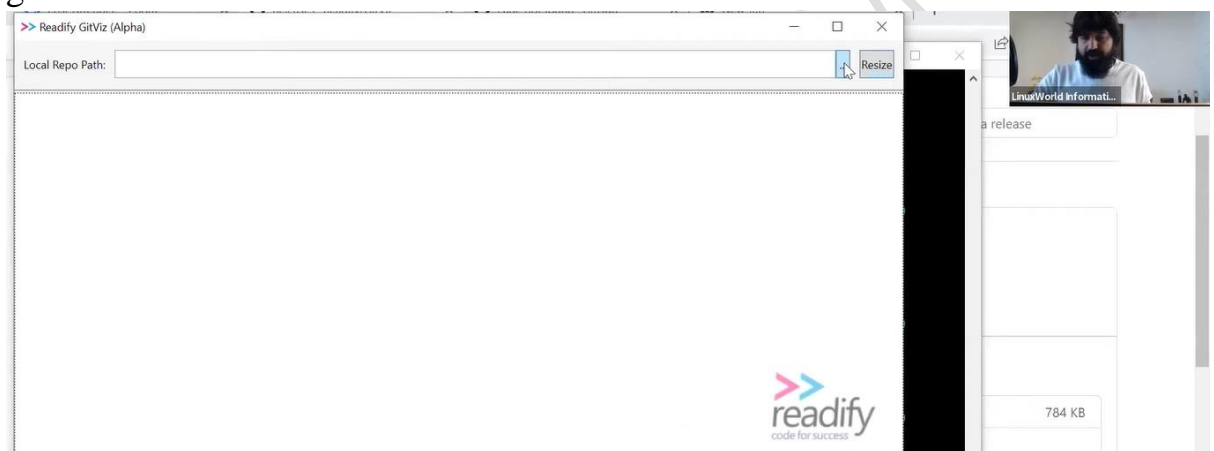 g
>> Readify GitViz (Alpha)
Local Repo Path:
Resize
LinuxWorld Informati...
a release
>>
readify
code for success
784 KB